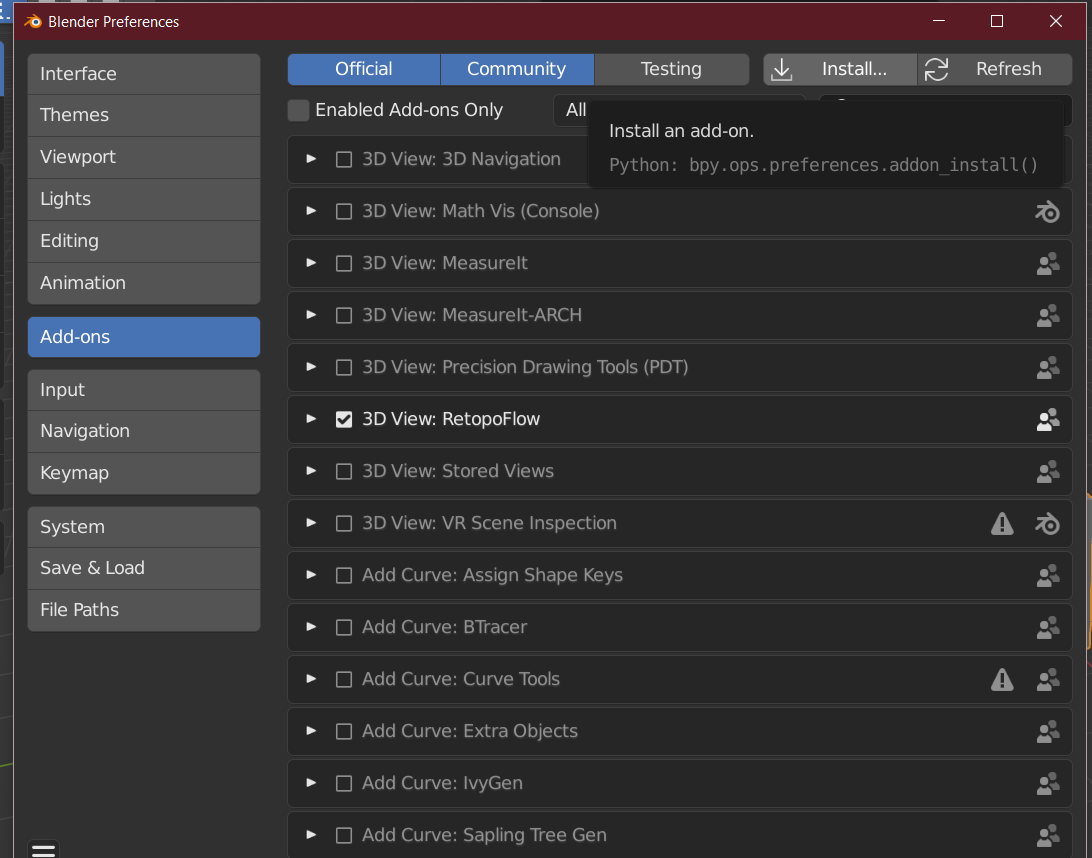 Blender Preferences
Interface
Themes
Viewport
Lights
Editing
Animation
Add-ons
Input
Navigation
Keymap
System
Save & Load
File Paths
Official Community Testing Install... Refresh
Enabled Add-ons Only All
Install an add-on.
Python: bpy.ops.preferences.addon_install()
3D View: 3D Navigation
3D View: Math Vis (Console)
3D View: MeasureIt
3D View: MeasureIt-ARCH
3D View: Precision Drawing Tools (PDT)
3D View: RetopoFlow
3D View: Stored Views
3D View: VR Scene Inspection
Add Curve: Assign Shape Keys
Add Curve: BTracer
Add Curve: Curve Tools
Add Curve: Extra Objects
Add Curve: IvyGen
Add Curve: Sapling Tree Gen